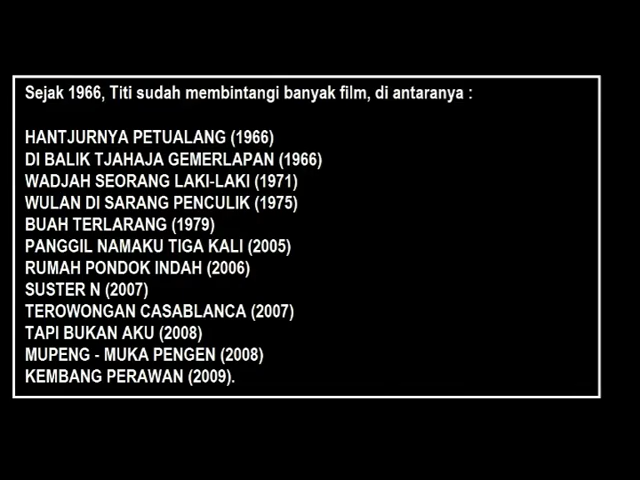 Sejak 1966, Titi sudah membintangi banyak film, di antaranya :
HANTJURNYA PETUALANG (1966)
DI BALIK TJAHAJA GEMERLAPAN (1966)
WADJAH SEORANG LAKI-LAKI (1971)
WULAN DI SARANG PENCULIK (1975)
BUAH TERLARANG (1979)
PANGGIL NAMAKU TIGA KALI (2005)
RUMAH PONDOK INDAH (2006)
SUSTER N (2007)
TEROWONGAN CASABLANCA (2007)
TAPI BUKAN AKU (2008)
MUPENG - MUKA PENGEN (2008)
KEMBANG PERAWAN (2009).